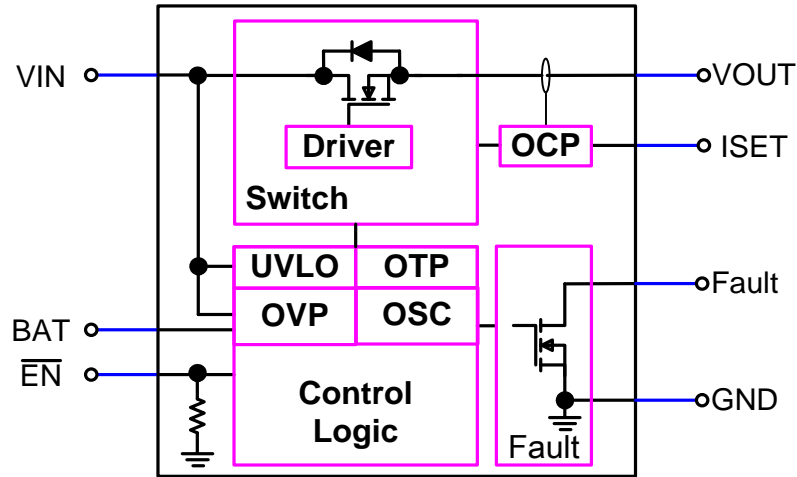 VIN
VOUT
Driver
OCP
ISET
Switch
UVLO
OTP
Fault
OVP
OSC
BAT
EN
Control
Logic
GND
Fault